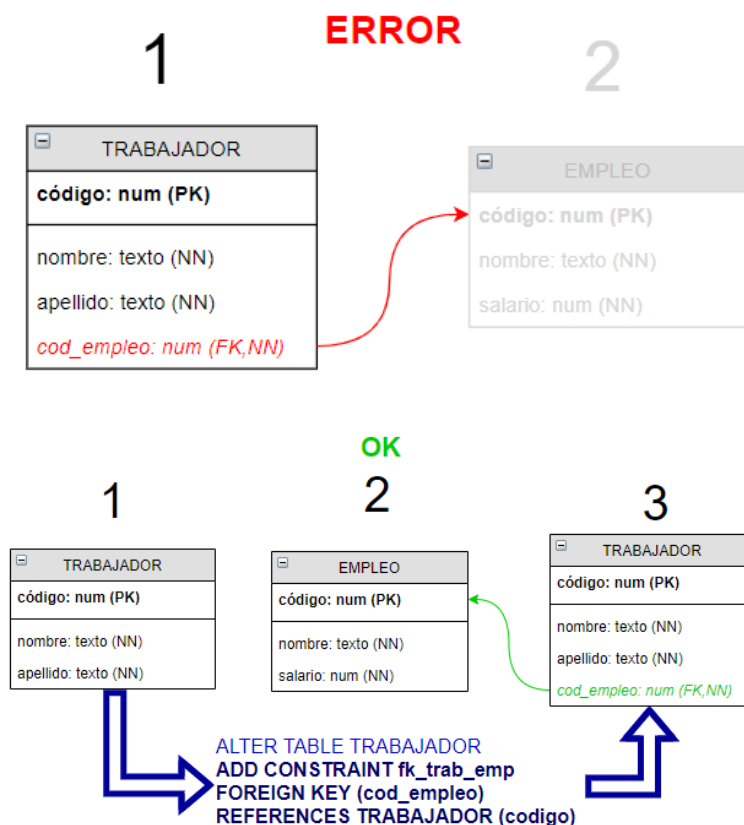 ERROR
1
2
TRABAJADOR
código: num (PK)
nombre: texto (NN)
apellido: texto (NN)
cod_empleo: num (FK,NN)
EMPLEO
código: num (PK)
nombre: texto (NN)
salario: num (NN)
OK
1
2
3
TRABAJADOR
código: num (PK)
nombre: texto (NN)
apellido: texto (NN)
EMPLEO
código: num (PK)
nombre: texto (NN)
salario: num (NN)
TRABAJADOR
código: num (PK)
nombre: texto (NN)
apellido: texto (NN)
cod_empleo: num (FK,NN)
ALTER TABLE TRABAJADOR
ADD CONSTRAINT fk_trab_emp
FOREIGN KEY (cod_empleo)
REFERENCES TRABAJADOR (codigo)